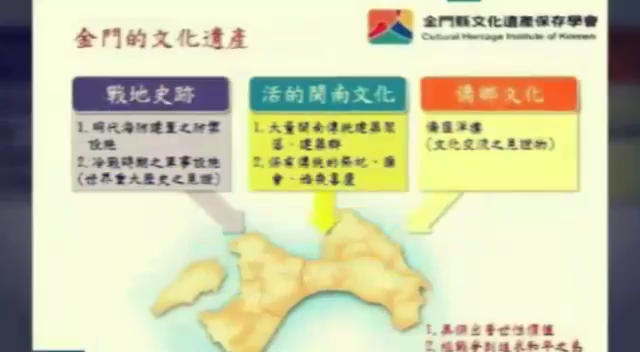 金門的文化遺產
金門縣文化遺產保存學會
Cultural Heritage Institute of Kinmen
戰地史跡
1. 明代海防建置之防禦
設施
2. 冷戰時期之軍事設施
(世界重大歷史之見證)
活的閩南文化
1. 大量閩南傳統建築聚
落、建築群
2. 保有傳統的祭祀、廟
會、婚喪喜慶
僑鄉文化
僑匯洋樓
(文化交流之見證物)
1. 具傑出普世性價值
2. 經戰爭到追求和平之